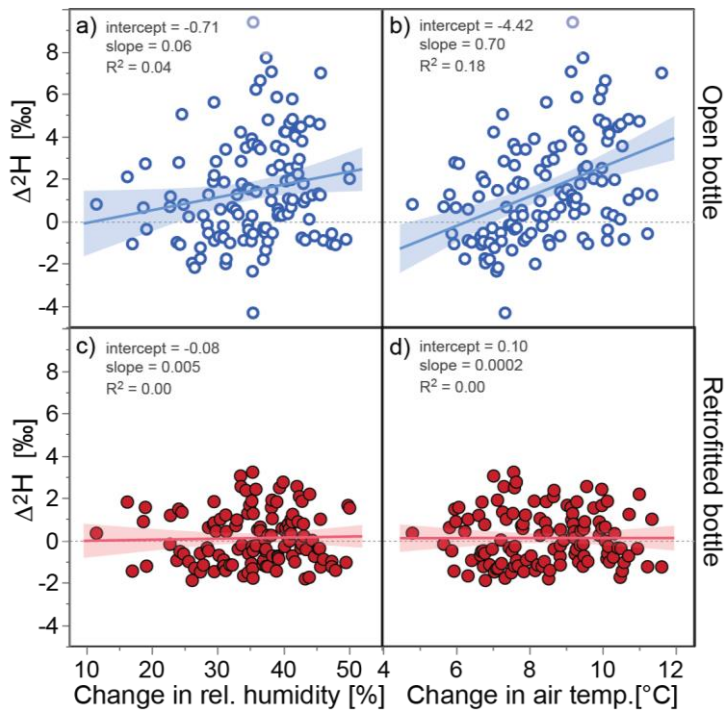 a) intercept = -0.71
slope = 0.06
R² = 0.04
b) intercept = -4.42
slope = 0.70
R² = 0.18
Δ²H [‰]
8
6
4
2
0
-2
-4
Open bottle
c) intercept = -0.08
slope = 0.005
R² = 0.00
d) intercept = 0.10
slope = 0.0002
R² = 0.00
Δ²H [‰]
8
6
4
2
0
-2
-4
Retrofitted bottle
10 20 30 40 50 4 6 8 10 12
Change in rel. humidity [%] Change in air temp.[°C]